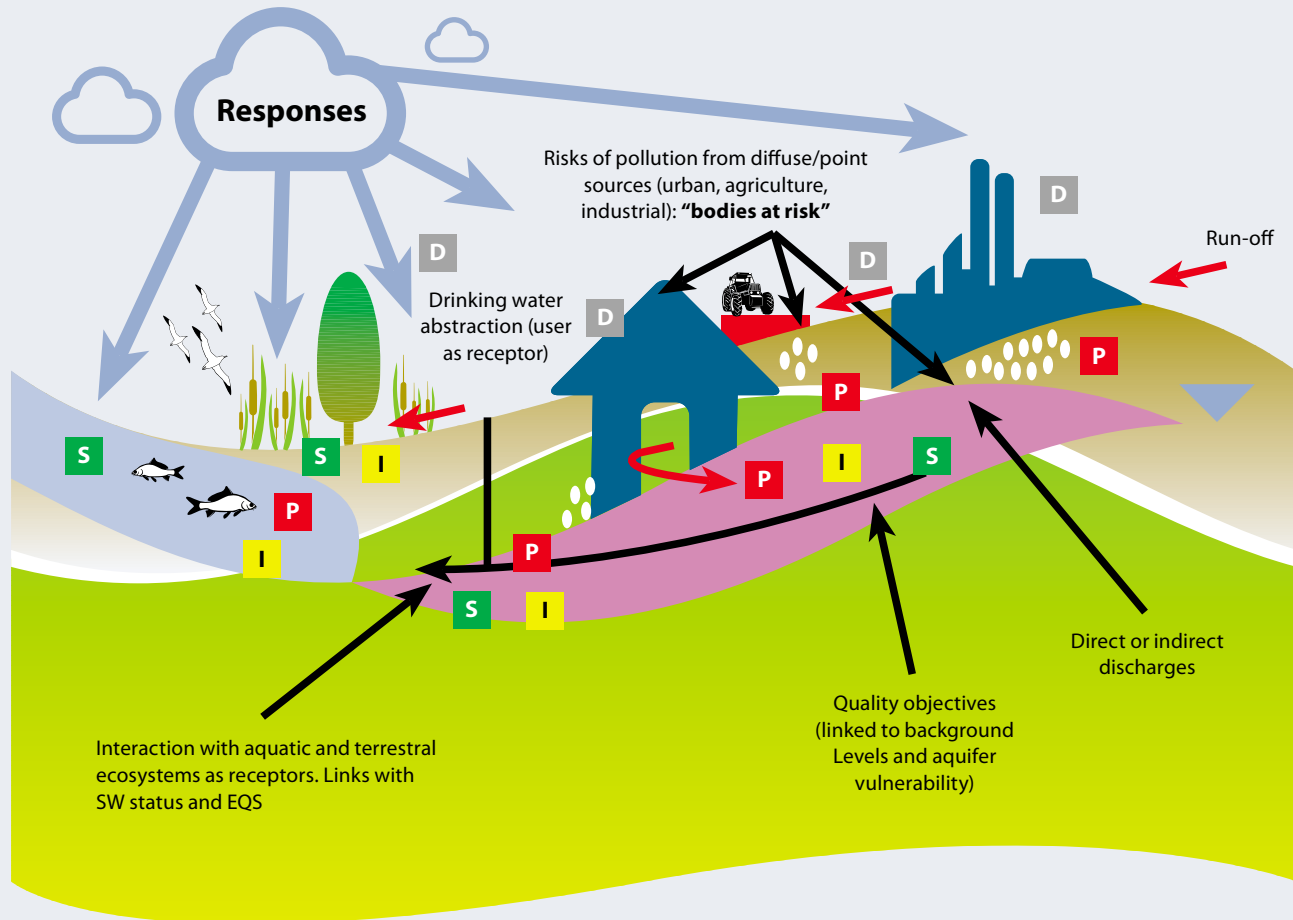 Responses
Risks of pollution from diffuse/point
sources (urban, agriculture,
industrial): “bodies at risk”
D
Run-off
D
D
Drinking water
abstraction (user
as receptor)
D
P
P
S
S
I
I
S
P
P
I
P
S
I
Direct or indirect
discharges
Quality objectives
(linked to background
Levels and aquifer
vulnerability)
Interaction with aquatic and terrestral
ecosystems as receptors. Links with
SW status and EQS